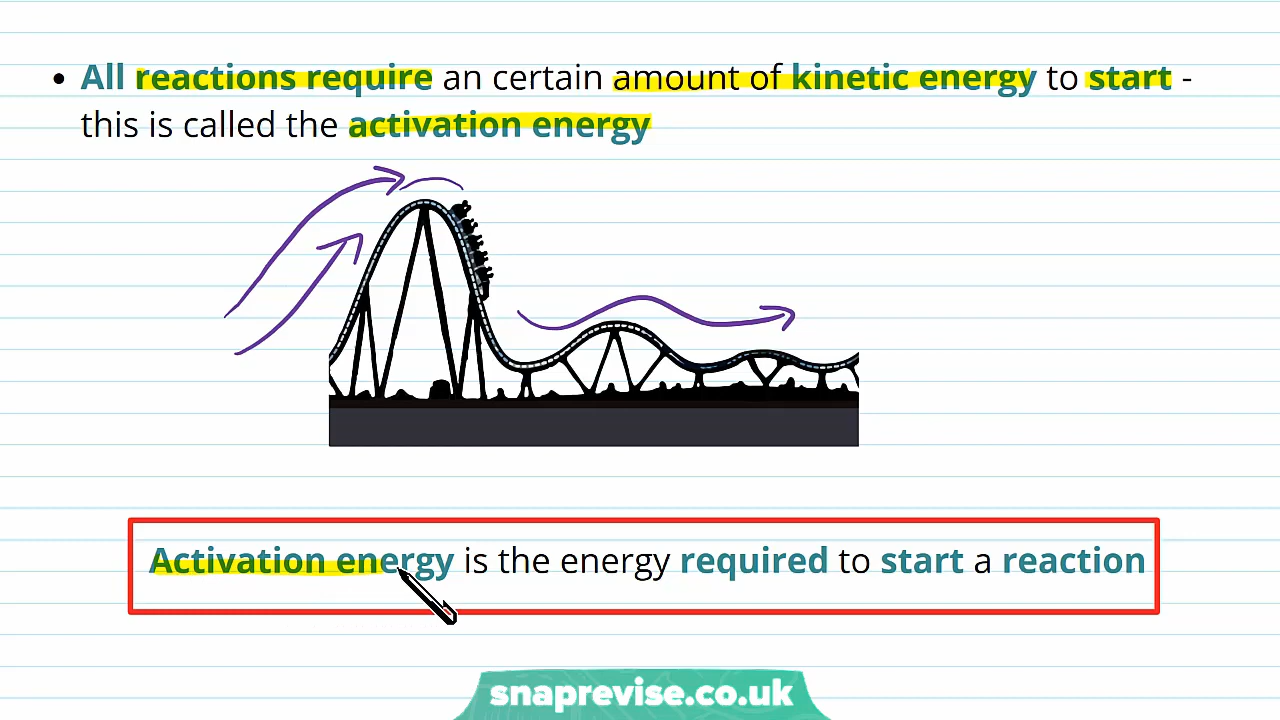 • All reactions require an certain amount of kinetic energy to start -
this is called the activation energy
Activation energy is the energy required to start a reaction
snaprevise.co.uk